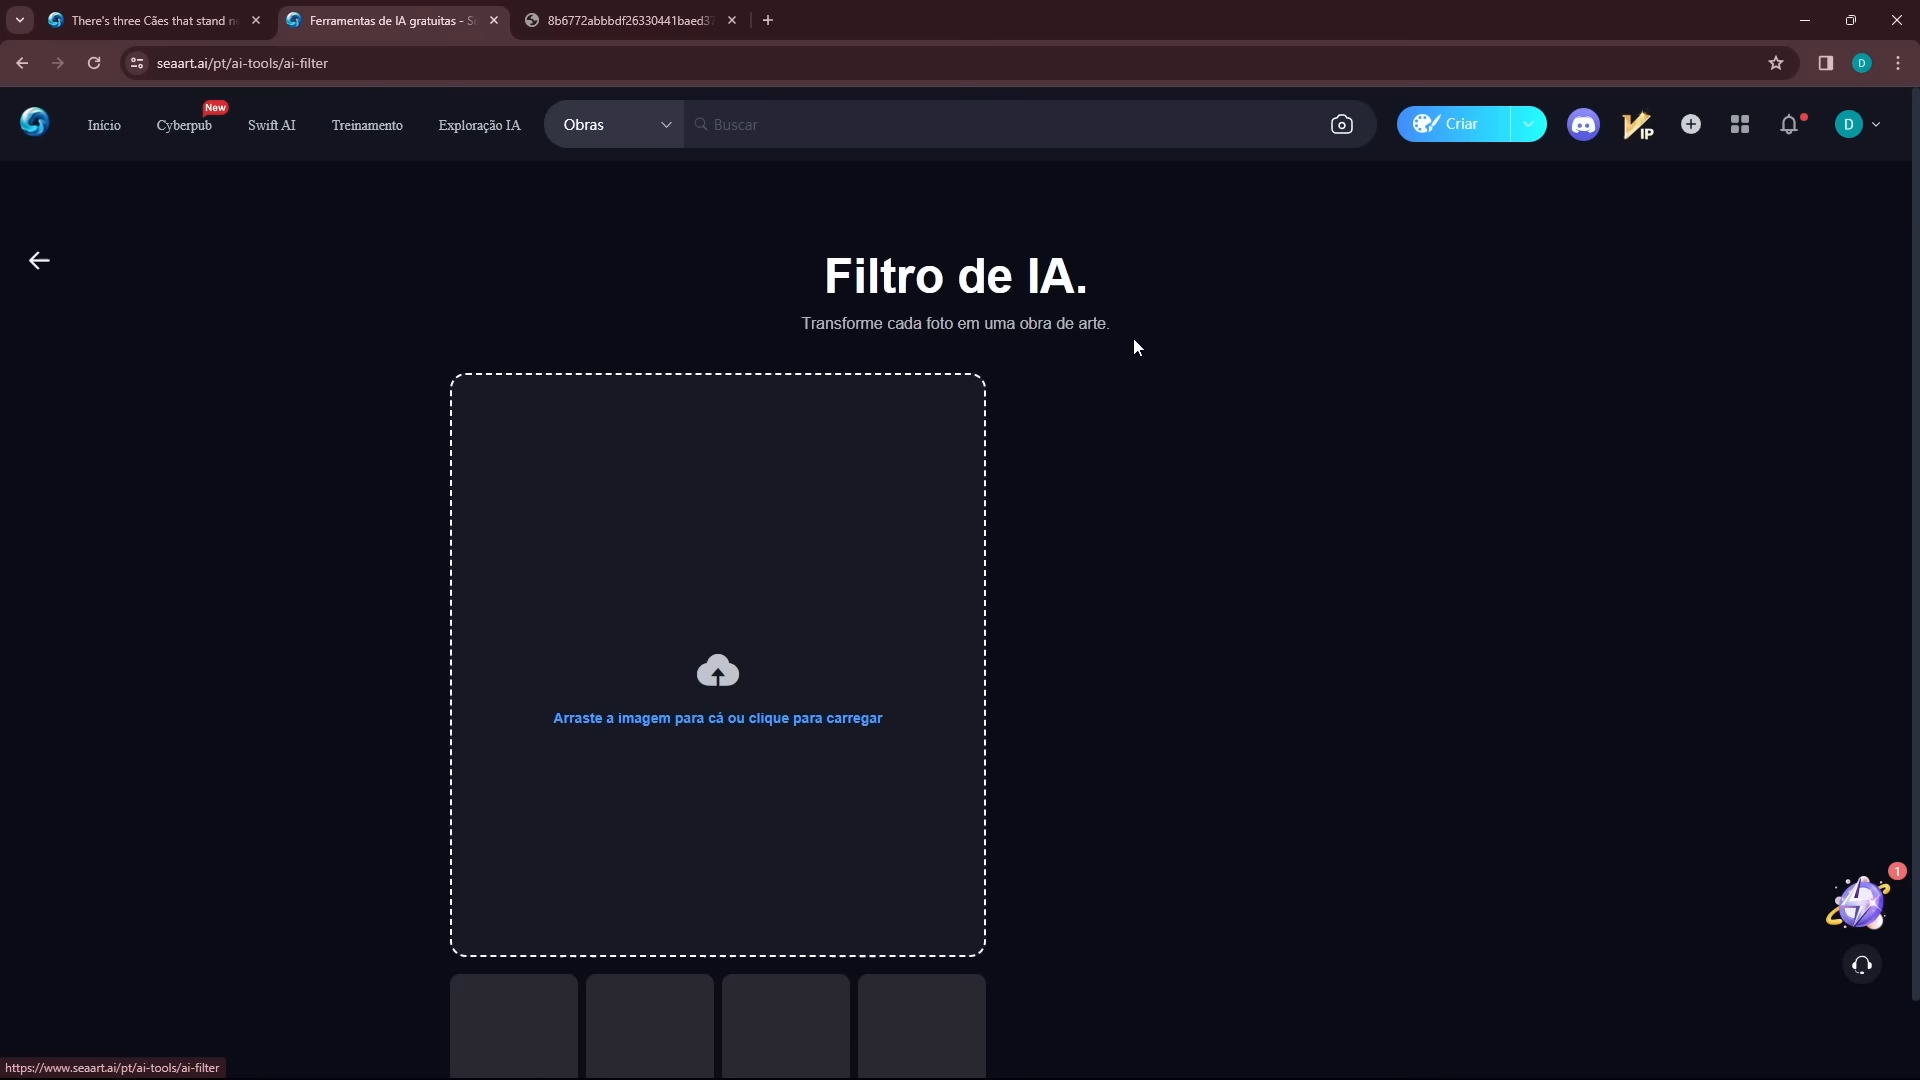 There's three Cães that stand n
Ferramentas de IA gratuitas - S
8b6772abbbdf26330441baed3
seaart.ai/pt/ai-tools/ai-filter
D
Início
Cyberpub
New
Swift AI
Treinamento
Exploração IA
Obras
Buscar
Criar
VIP
D
Filtro de IA.
Transforme cada foto em uma obra de arte.
Arraste a imagem para cá ou clique para carregar
1
https://www.seaart.ai/pt/ai-tools/ai-filter